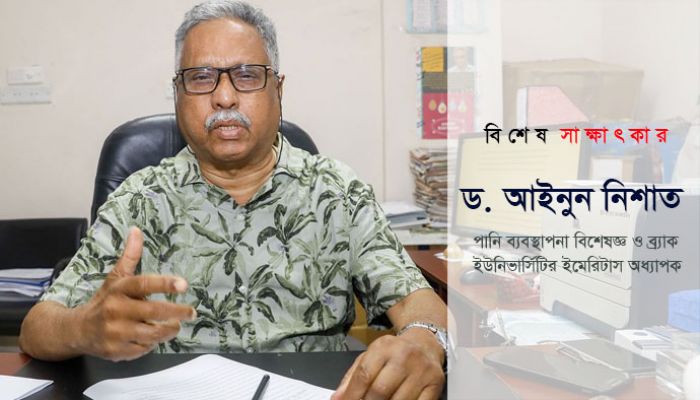 বিশেষ সাক্ষাৎকার
ড. আইনুন নিশাত
পানি ব্যবস্থাপনা বিশেষজ্ঞ ও ব্র্যাক
ইউনিভার্সিটির ইমেরিটাস অধ্যাপক